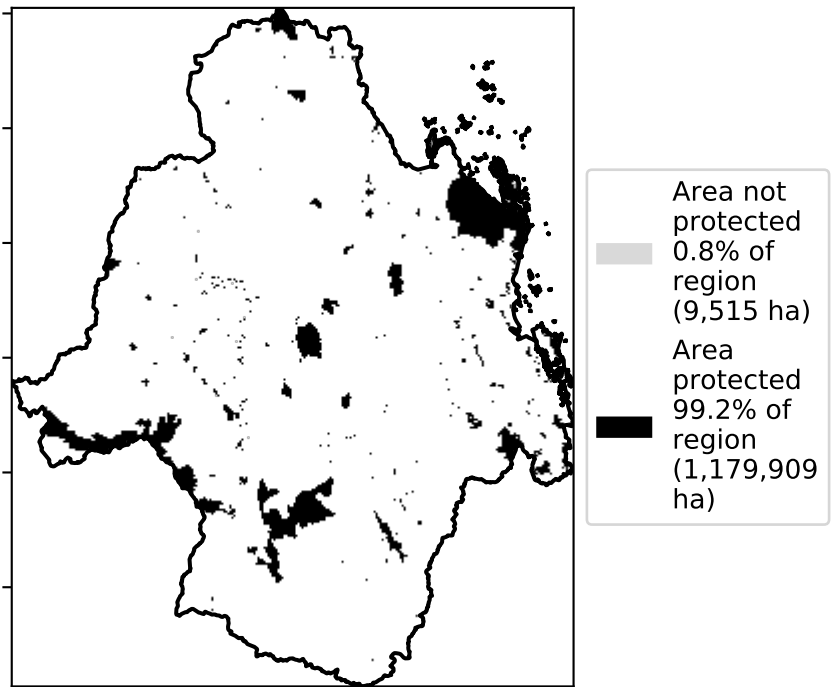 Area not
protected
0.8% of
region
(9,515 ha)
Area
protected
99.2% of
region
(1,179,909
ha)